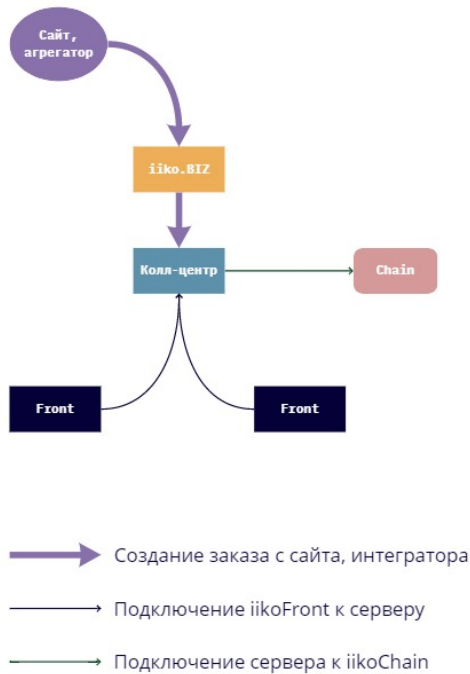 Сайт,
агрегатор
iiko.BIZ
Колл-центр
Chain
Front
Front
Создание заказа с сайта, интегратора
Подключение iikoFront к серверу
Подключение сервера к iikoChain